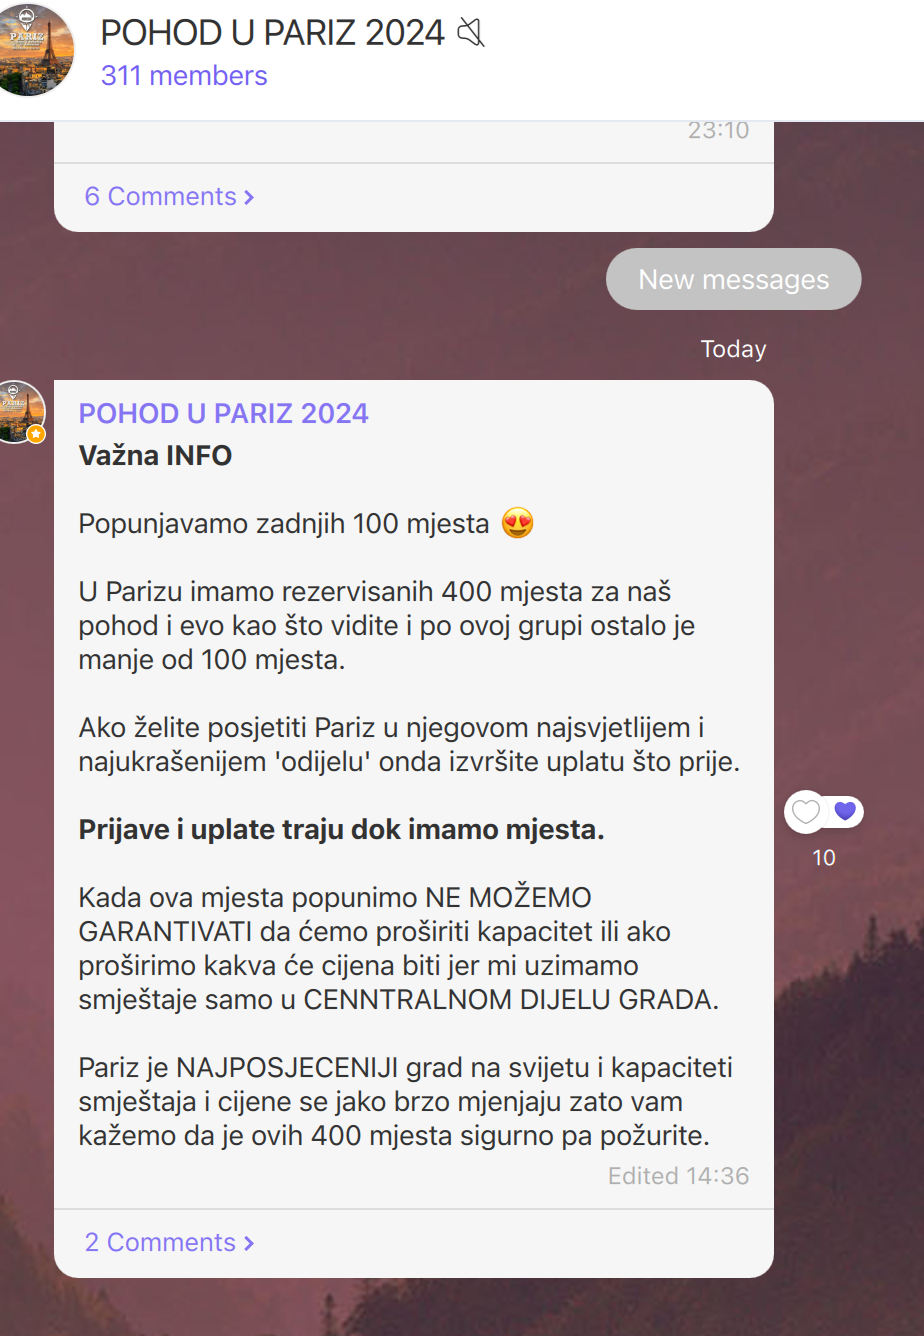 POHOD U PARIZ 2024
311 members
23:10
6 Comments >
New messages
Today
POHOD U PARIZ 2024
Važna INFO
Popunjavamo zadnjih 100 mjesta 😍
U Parizu imamo rezervisanih 400 mjesta za naš
pohod i evo kao što vidite i po ovoj grupi ostalo je
manje od 100 mjesta.
Ako želite posjetiti Pariz u njegovom najsvjetlijem i
najukrašenijem 'odijelu' onda izvršite uplatu što prije.
Prijave i uplate traju dok imamo mjesta.
Kada ova mjesta popunimo NE MOŽEMO
GARANTIVATI da ćemo proširiti kapacitet ili ako
proširimo kakva će cijena biti jer mi uzimamo
smještaje samo u CENNTRALNOM DIJELU GRADA.
Pariz je NAJPOSJECENIJI grad na svijetu i kapaciteti
smještaja i cijene se jako brzo mjenjaju zato vam
kažemo da je ovih 400 mjesta sigurno pa požurite.
10
Edited 14:36
2 Comments >